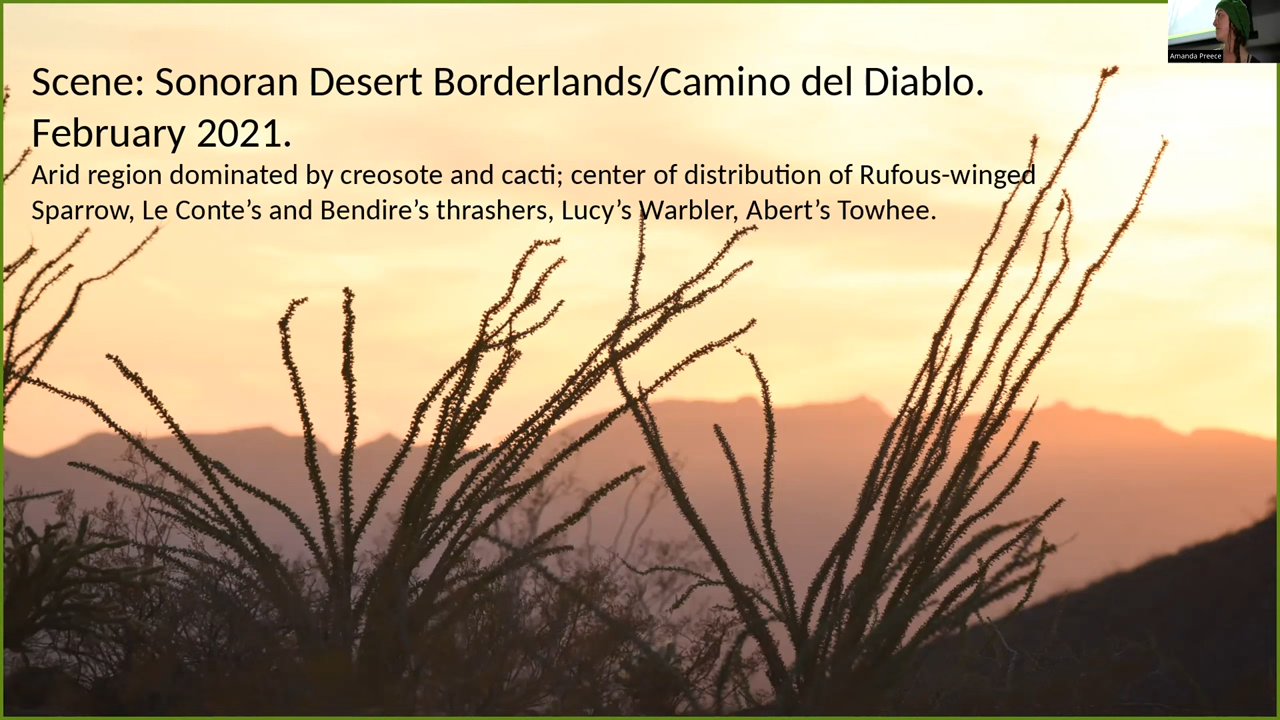 Amanda Preece
Scene: Sonoran Desert Borderlands/Camino del Diablo.
February 2021.
Arid region dominated by creosote and cacti; center of distribution of Rufous-winged
Sparrow, Le Conte’s and Bendire’s thrashers, Lucy’s Warbler, Abert’s Towhee.